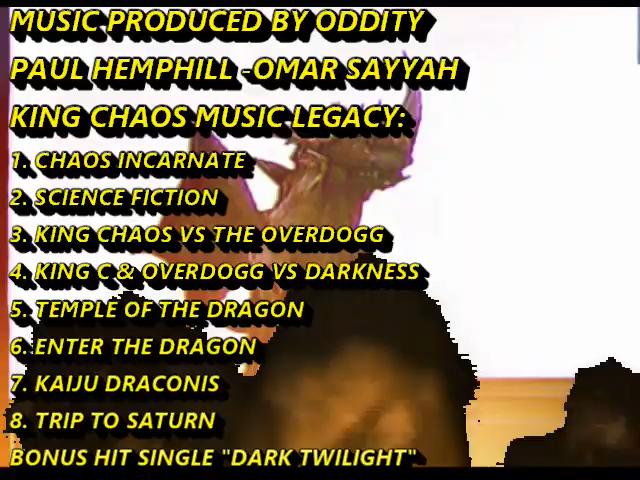 MUSIC PRODUCED BY ODDITY
PAUL HEMPHILL -OMAR SAYYAH
KING CHAOS MUSIC LEGACY:
1. CHAOS INCARNATE
2. SCIENCE FICTION
3. KING CHAOS VS THE OVERDOGG
4. KING C & OVERDOGG VS DARKNESS
5. TEMPLE OF THE DRAGON
6. ENTER THE DRAGON
7. KAIJU DRACONIS
8. TRIP TO SATURN
BONUS HIT SINGLE "DARK TWILIGHT"